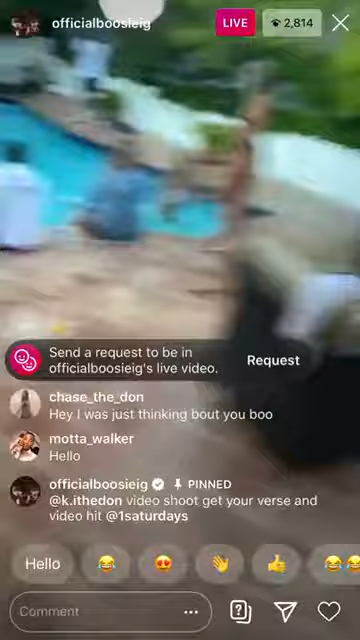 officialboosieig
LIVE
2,814
Send a request to be in
officialboosieig's live video.
Request
chase_the_don
Hey I was just thinking bout you boo
motta_walker
Hello
officialboosieig PINNED
@k.ithedon video shoot get your verse and
video hit @1saturdays
Hello
Comment